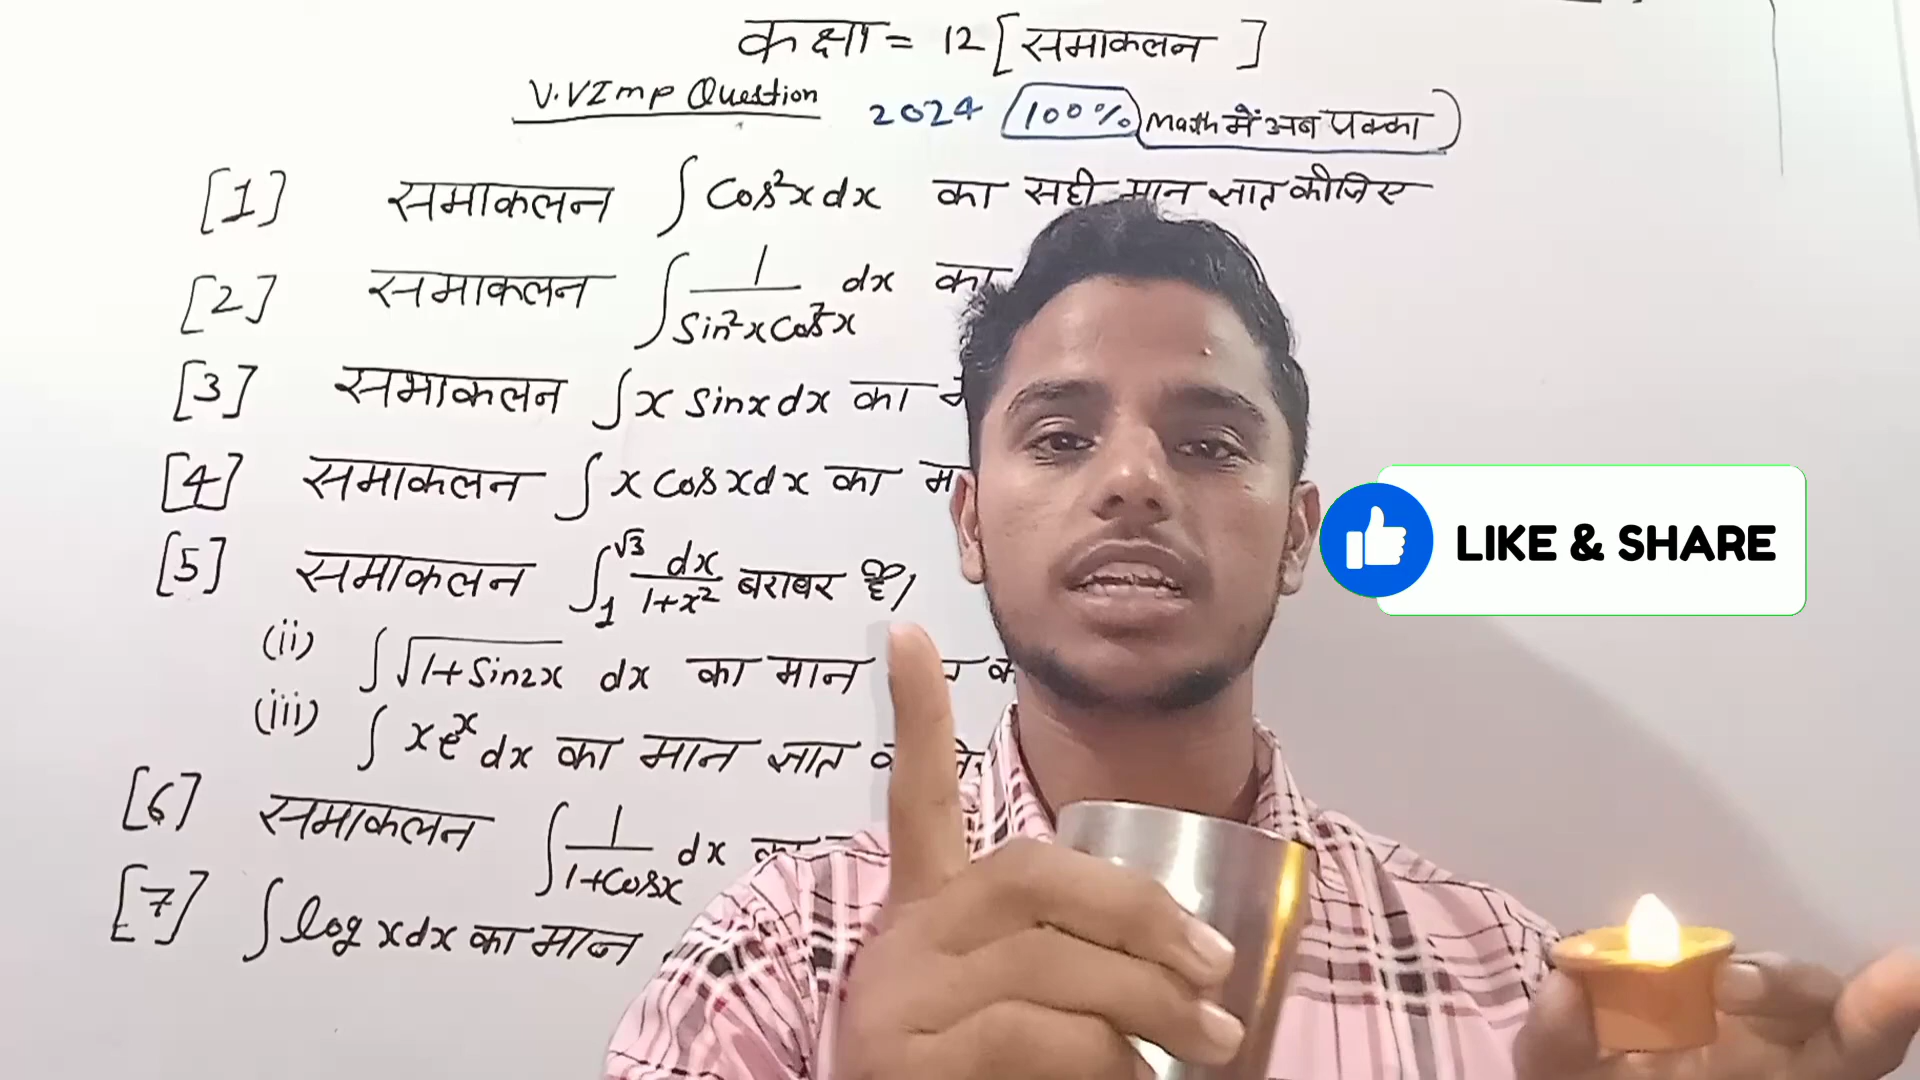 कक्षा = 12 [समाकलन]
V.VImp Question 2024 100% Math में अब पक्का
[1] समाकलन ∫ Cos²x dx का सही मान ज्ञात कीजिए
[2] समाकलन ∫ 1/Sin²x Cos²x dx का
[3] समाकलन ∫ x Sinx dx का
[4] समाकलन ∫ x Cosx dx का
[5] समाकलन ∫₁^√3 dx/1+x² बराबर है।
(ii) ∫ √1+Sin2x dx का मान
(iii) ∫ x eˣ dx का मान ज्ञात
[6] समाकलन ∫ 1/1+Cosx dx
[7] ∫ log x dx का मान
LIKE & SHARE